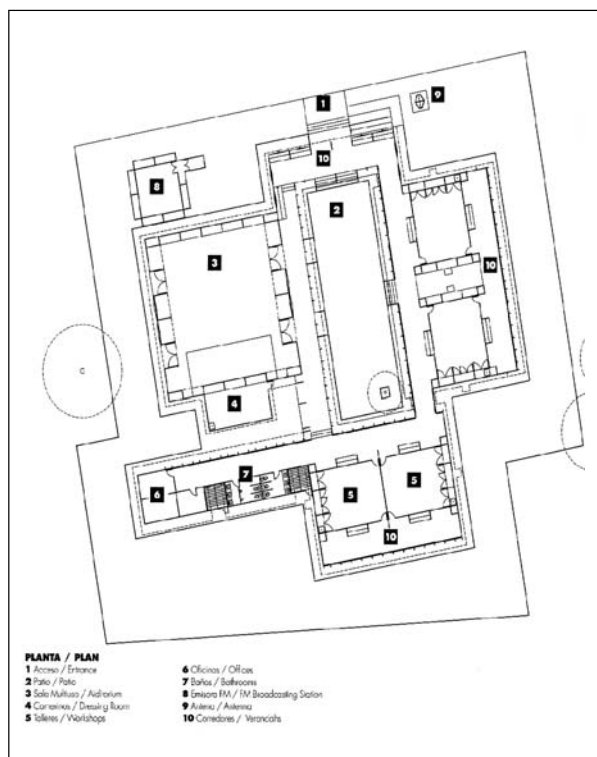 1
9
10
8
2
3
10
4
7
6
5
5
10
PLANTA / PLAN
1 Acceso / Entrance
2 Patio / Patio
3 Sala Multiuso / Auditorium
4 Camarinos / Dressing Room
5 Talleres / Workshops
6 Oficinas / Offices
7 Baños / Bathrooms
8 Emisora FM / FM Broadcasting Station
9 Antena / Antenna
10 Corredores / Verandahs